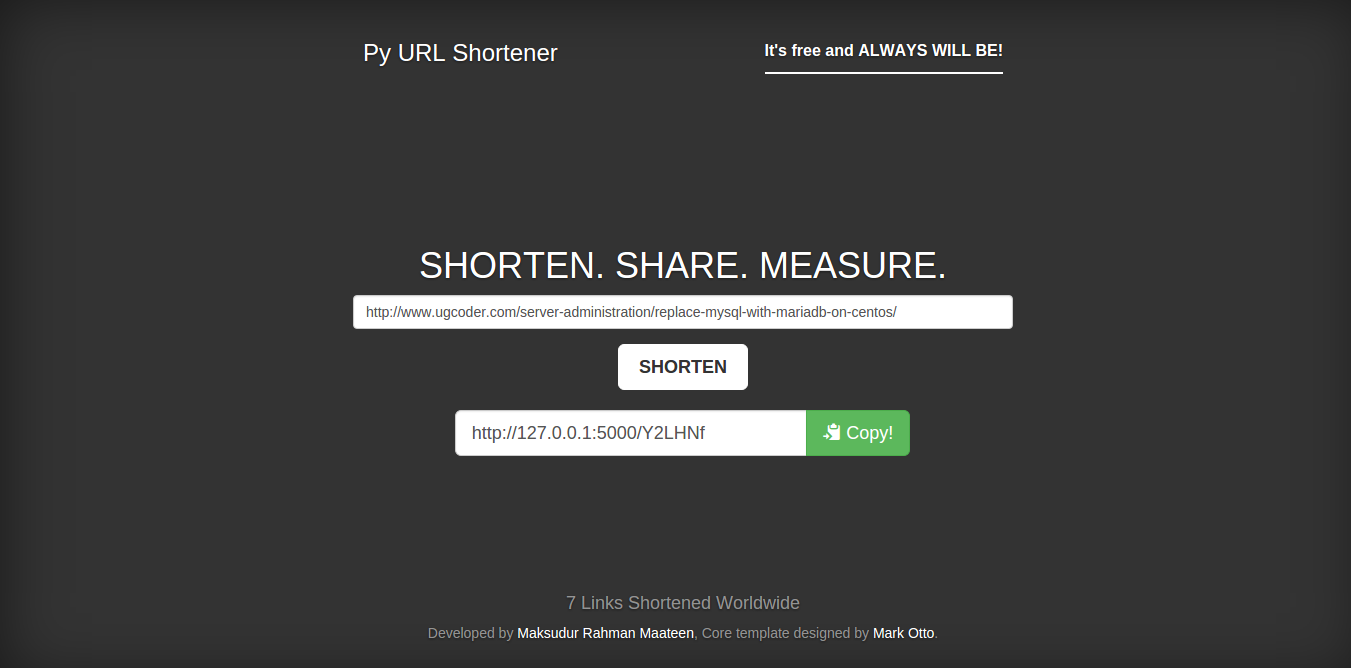 Py URL Shortener
It's free and ALWAYS WILL BE!
SHORTEN. SHARE. MEASURE.
http://www.ugcoder.com/server-administration/replace-mysql-with-mariadb-on-centos/
SHORTEN
http://127.0.0.1:5000/Y2LHNf
Copy!
7 Links Shortened Worldwide
Developed by Maksudur Rahman Maateen, Core template designed by Mark Otto.